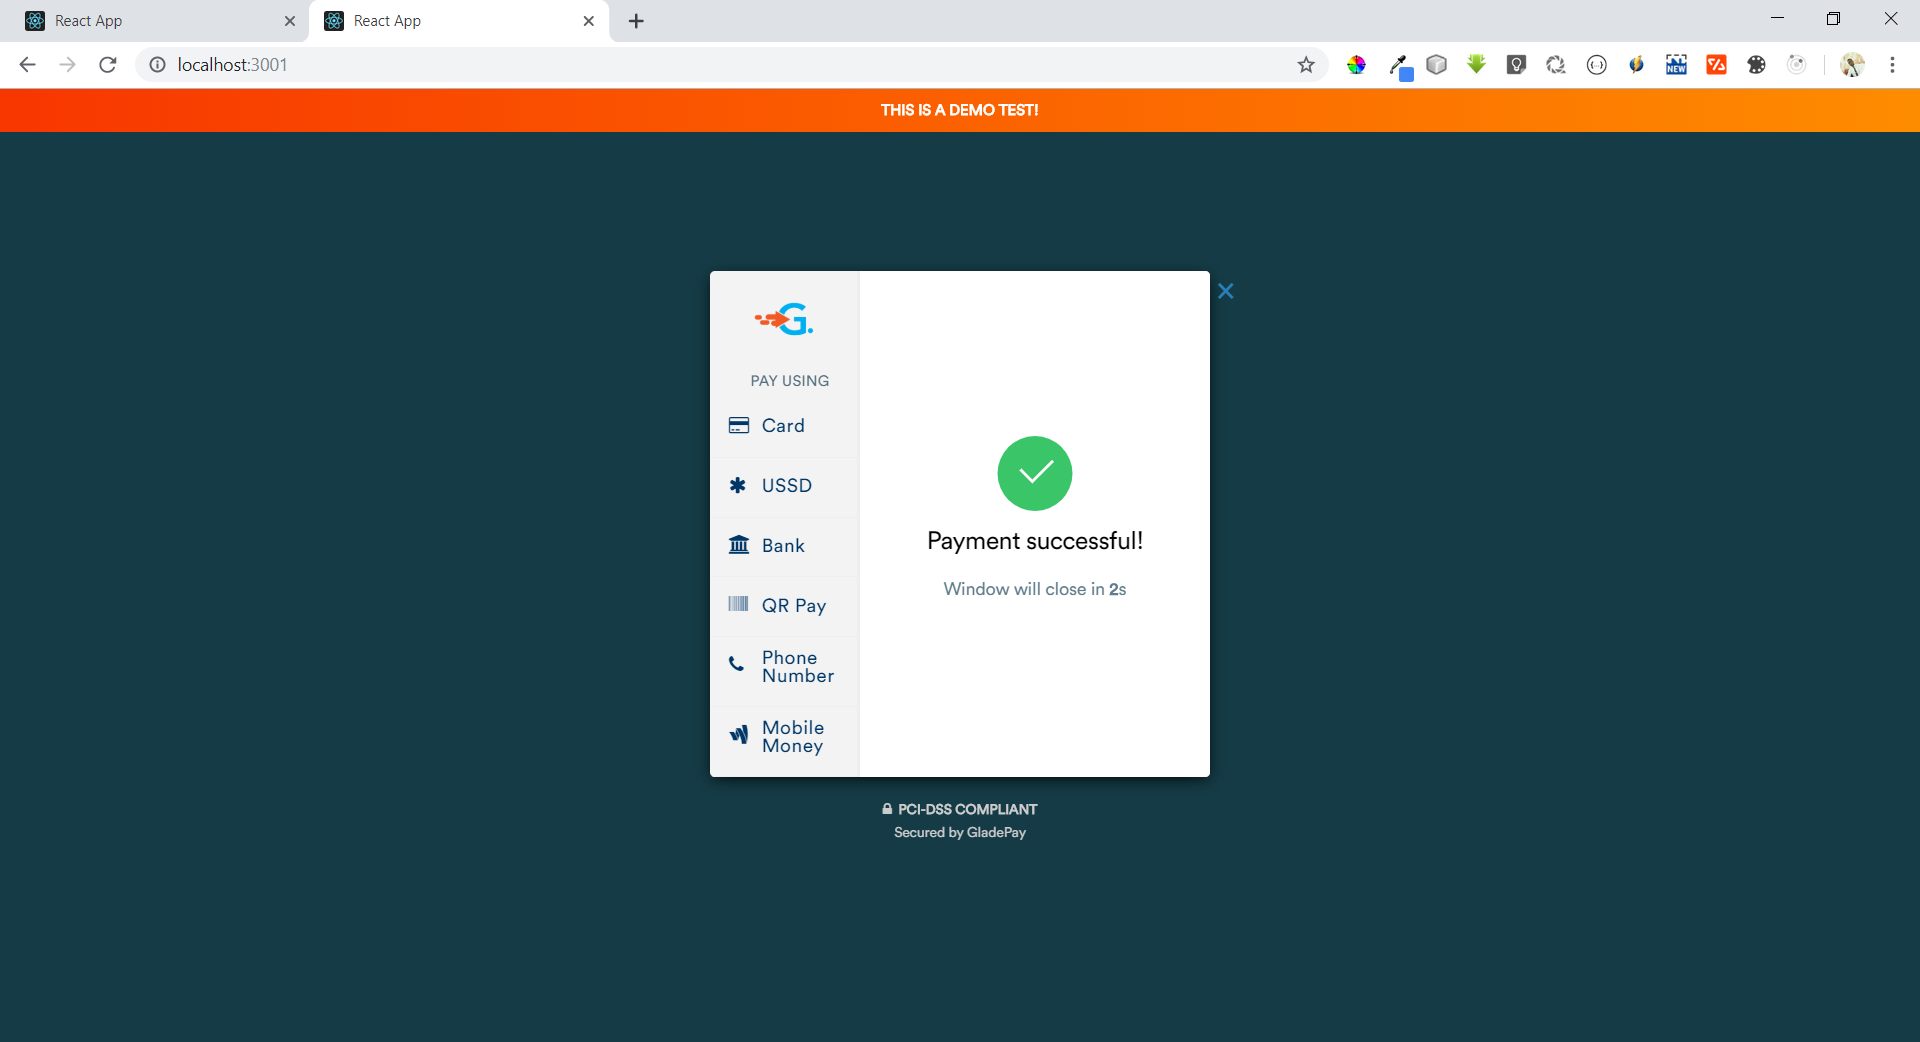 React App
React App
localhost:3001
NEW
THIS IS A DEMO TEST!
G.
PAY USING
Card
USSD
Bank
QR Pay
Phone
Number
Mobile
Money
Payment successful!
Window will close in 2s
PCI-DSS COMPLIANT
Secured by GladePay